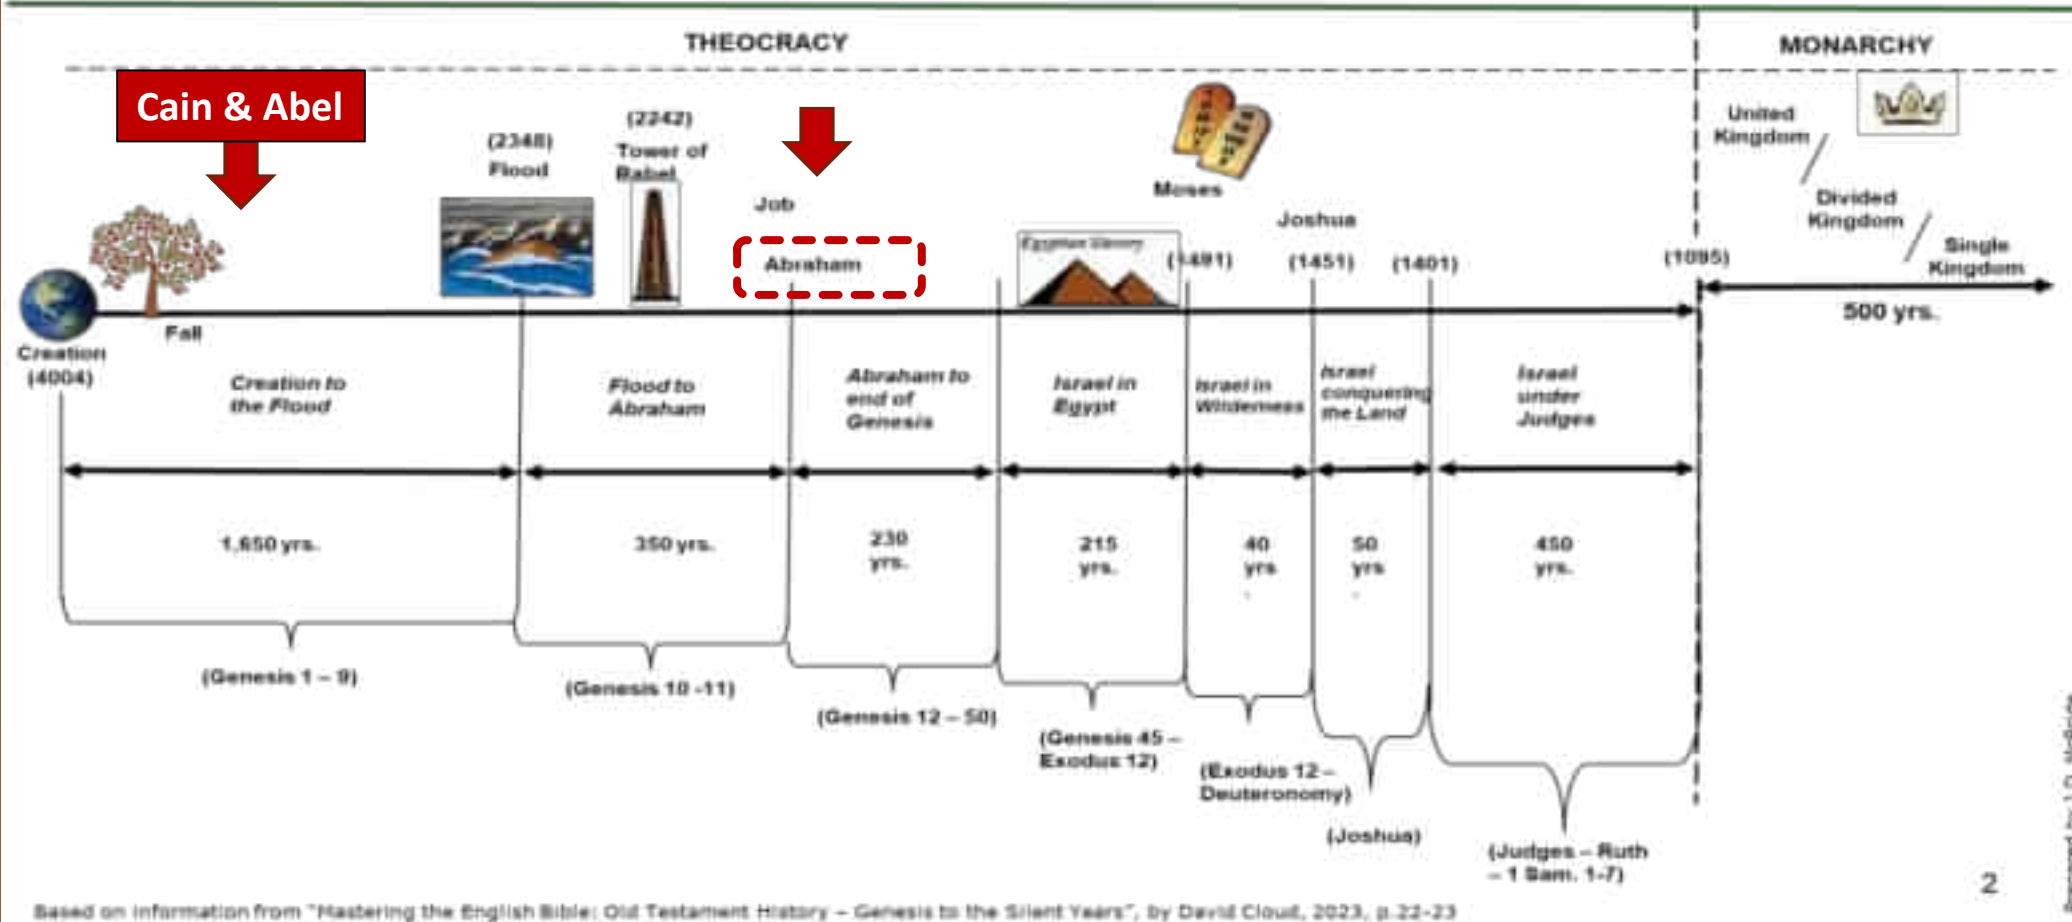 THEOCRACY
MONARCHY
Cain & Abel
(2348)
Flood
(2242)
Tower of
Babel
Job
Abraham
Moses
Joshua
(1491)
(1451)
(1401)
(1095)
United
Kingdom
Divided
Kingdom
Single
Kingdom
500 yrs.
Fall
Creation
(4004)
Creation to
the Flood
Flood to
Abraham
Abraham to
end of
Genesis
Israel in
Egypt
Israel in
Wilderness
Israel
conquering
the Land
Israel
under
Judges
1,650 yrs.
350 yrs.
230
yrs.
215
yrs.
40
yrs
.
50
yrs
.
450
yrs.
(Genesis 1 – 9)
(Genesis 10 -11)
(Genesis 12 – 50)
(Genesis 45 –
Exodus 12)
(Exodus 12 –
Deuteronomy)
(Joshua)
(Judges – Ruth
– 1 Sam. 1-7)
2
Based on information from "Mastering the English Bible: Old Testament History – Genesis to the Silent Years", by David Cloud, 2023, p.22-23